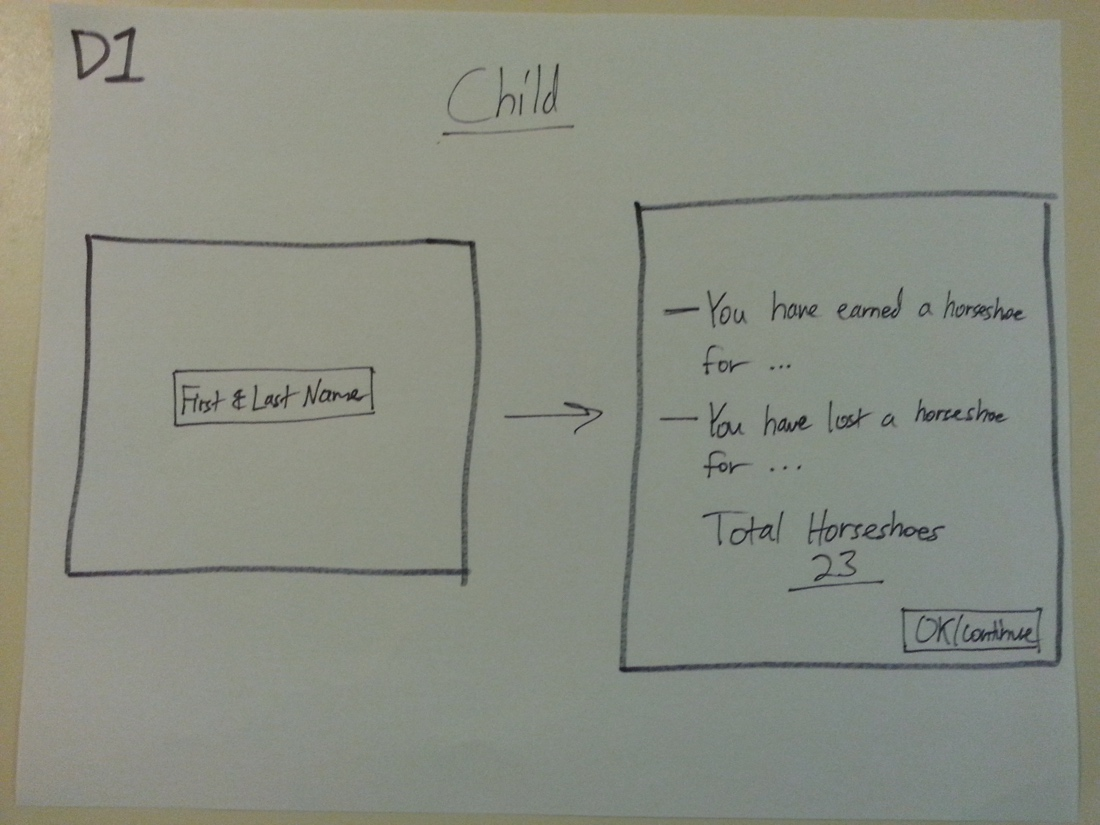 D1
Child
First & Last Name
— You have earned a horseshoe
for ...
— You have lost a horseshoe
for ...
Total Horseshoes
23
OK/continue